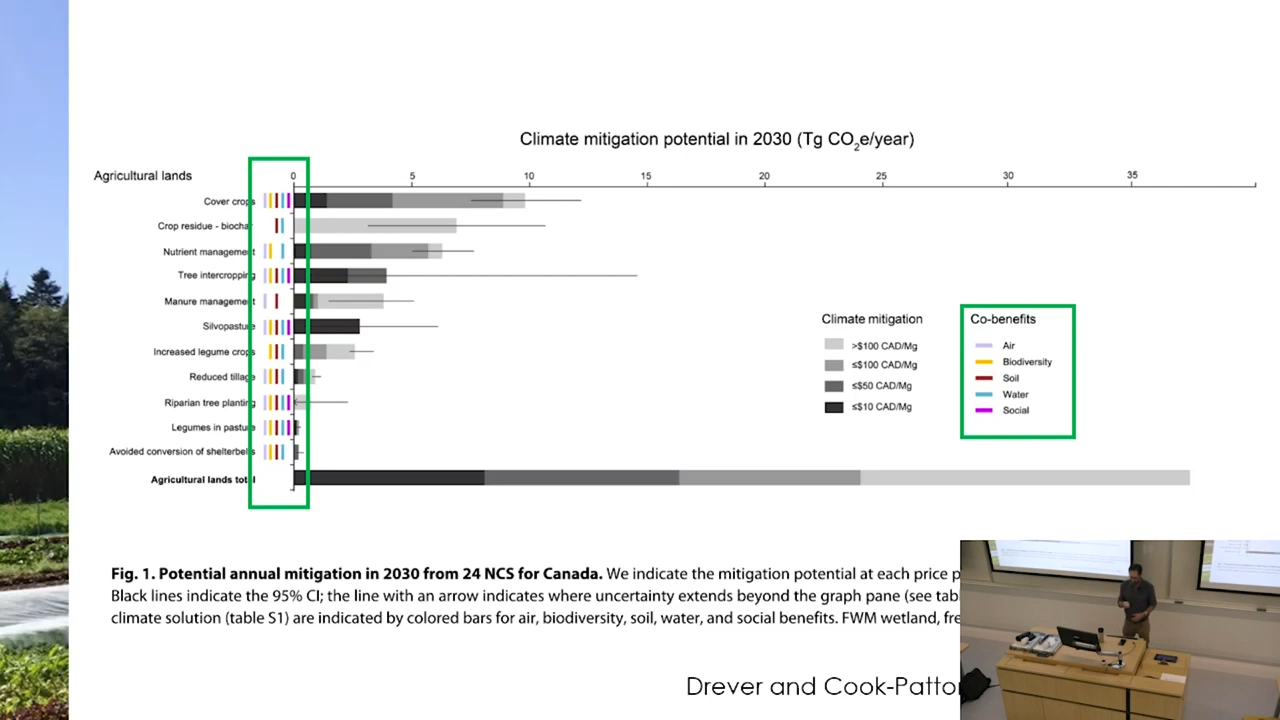 Climate mitigation potential in 2030 (Tg CO2e/year)
Agricultural lands
0 5 10 15 20 25 30 35
Cover crops
Crop residue - biochar
Nutrient management
Tree intercropping
Manure management
Silvopasture
Increased legume crops
Reduced tillage
Riparian tree planting
Legumes in pasture
Avoided conversion of shelterbelts
Agricultural lands total
Climate mitigation
>$100 CAD/Mg
≤$100 CAD/Mg
≤$50 CAD/Mg
≤$10 CAD/Mg
Co-benefits
Air
Biodiversity
Soil
Water
Social
Fig. 1. Potential annual mitigation in 2030 from 24 NCS for Canada. We indicate the mitigation potential at each price p
Black lines indicate the 95% CI; the line with an arrow indicates where uncertainty extends beyond the graph pane (see tab
climate solution (table S1) are indicated by colored bars for air, biodiversity, soil, water, and social benefits. FWM wetland, fre
Drever and Cook-Patto